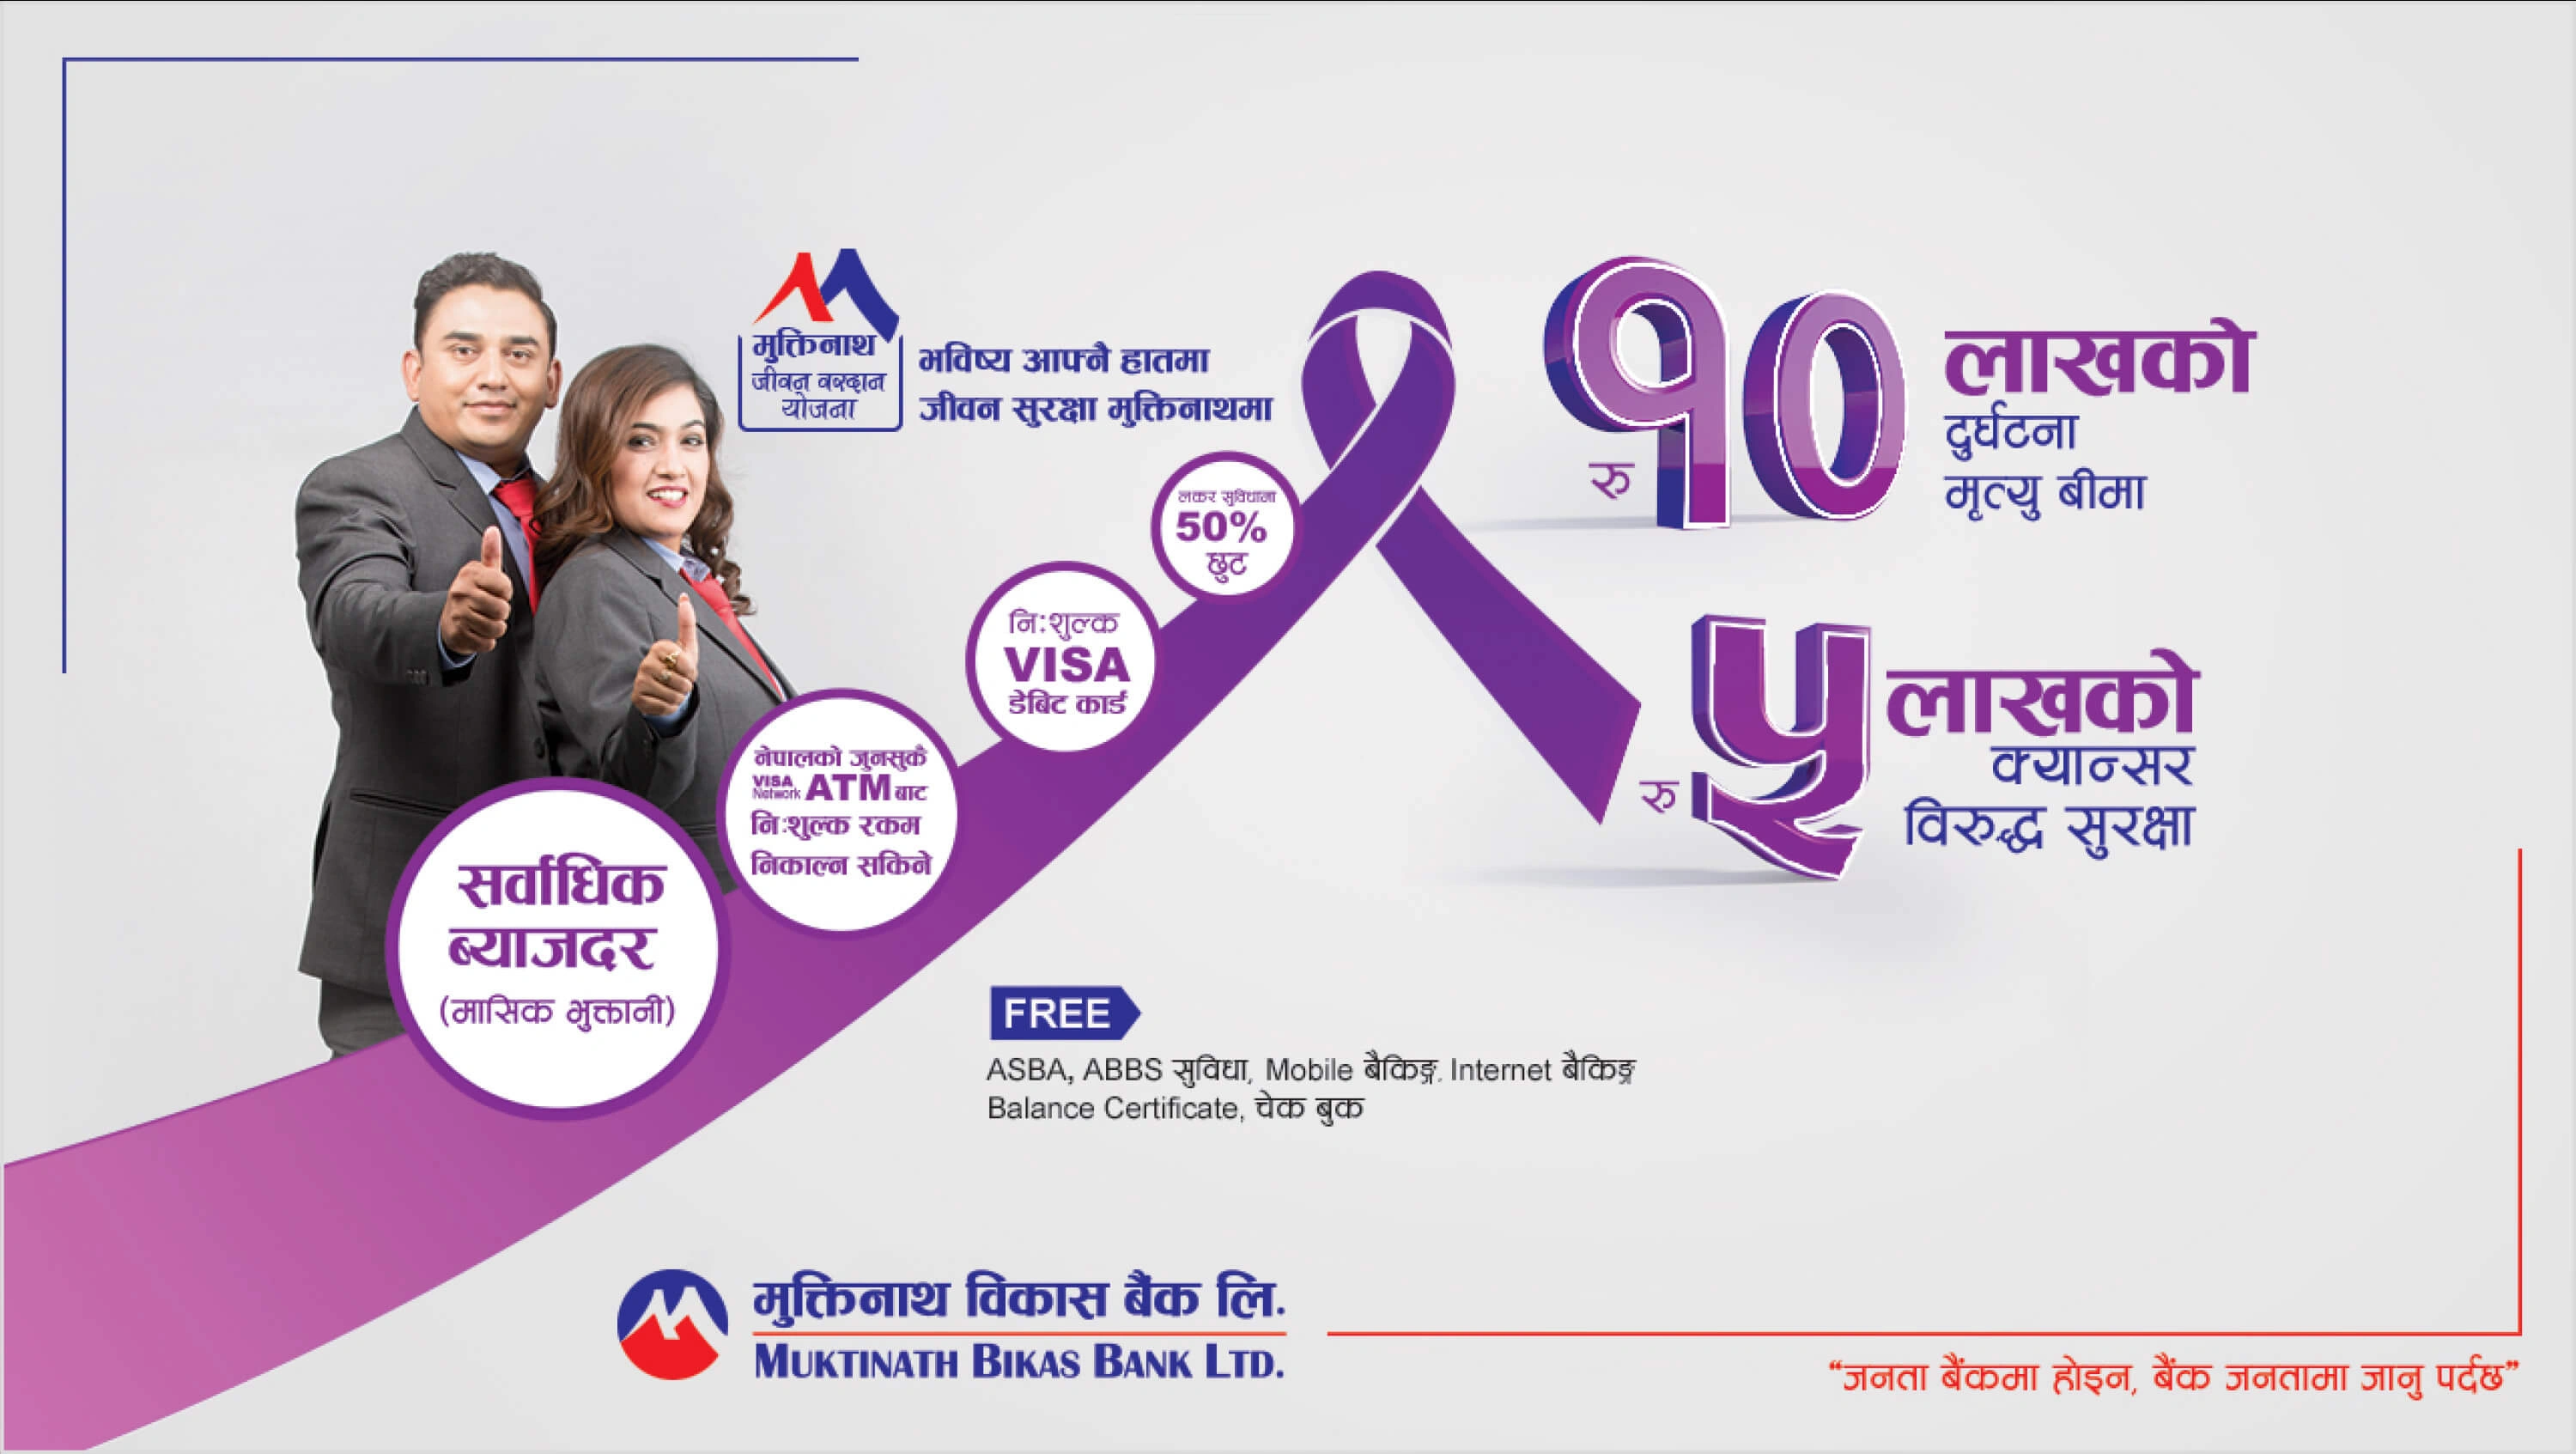 मुक्तिनाथ
जीवन वरदान
योजना
भविष्य आफ्नै हातमा
जीवन सुरक्षा मुक्तिनाथमा
रु १० लाखको
दुर्घटना
मृत्यु बीमा
लकर सुविधामा
50%
छुट
नि:शुल्क
VISA
डेबिट कार्ड
रु ५ लाखको
क्यान्सर
विरुद्ध सुरक्षा
नेपालको जुनसुकै
VISA Network ATM बाट
नि:शुल्क रकम
निकाल्न सकिने
सर्वाधिक
ब्याजदर
(मासिक भुक्तानी)
FREE
ASBA, ABBS सुविधा, Mobile बैकिङ्ग, Internet बैकिङ्ग
Balance Certificate, चेक बुक
मुक्तिनाथ विकास बैंक लि.
MUKTINATH BIKAS BANK LTD.
“जनता बैंकमा होइन, बैंक जनतामा जानु पर्दछ”